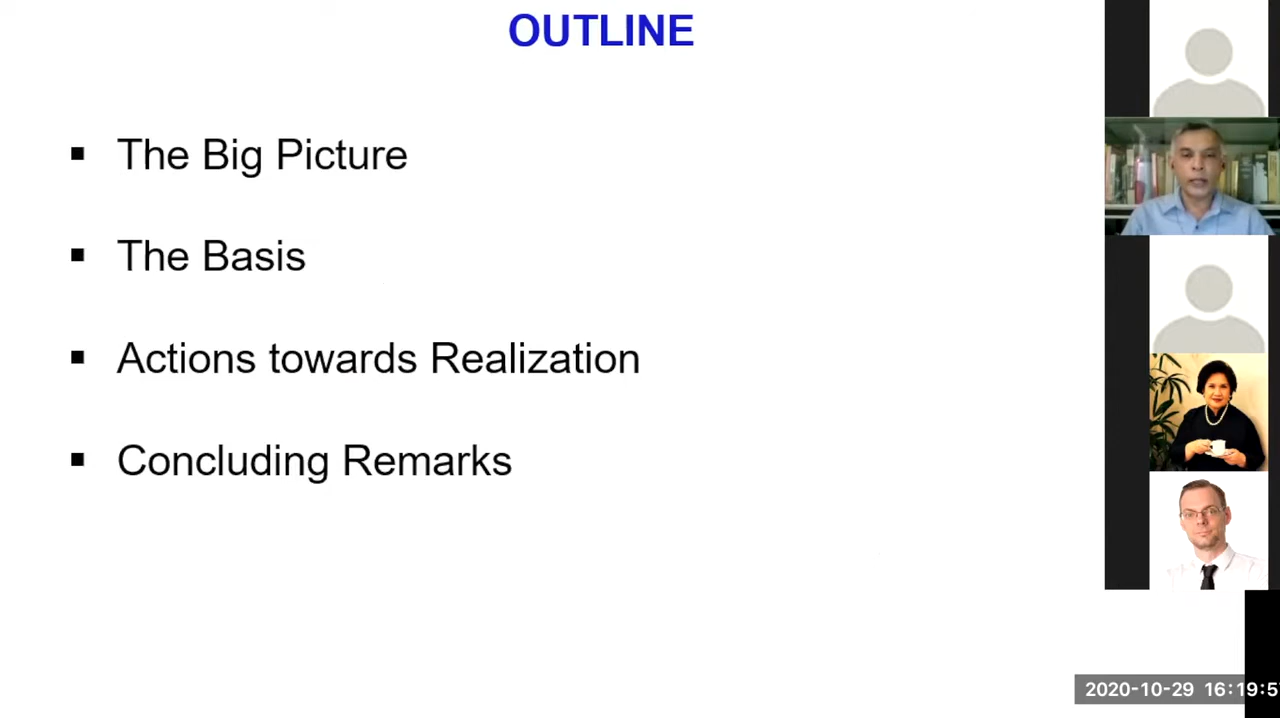 OUTLINE
▪ The Big Picture
▪ The Basis
▪ Actions towards Realization
▪ Concluding Remarks
2020-10-29 16:19:5